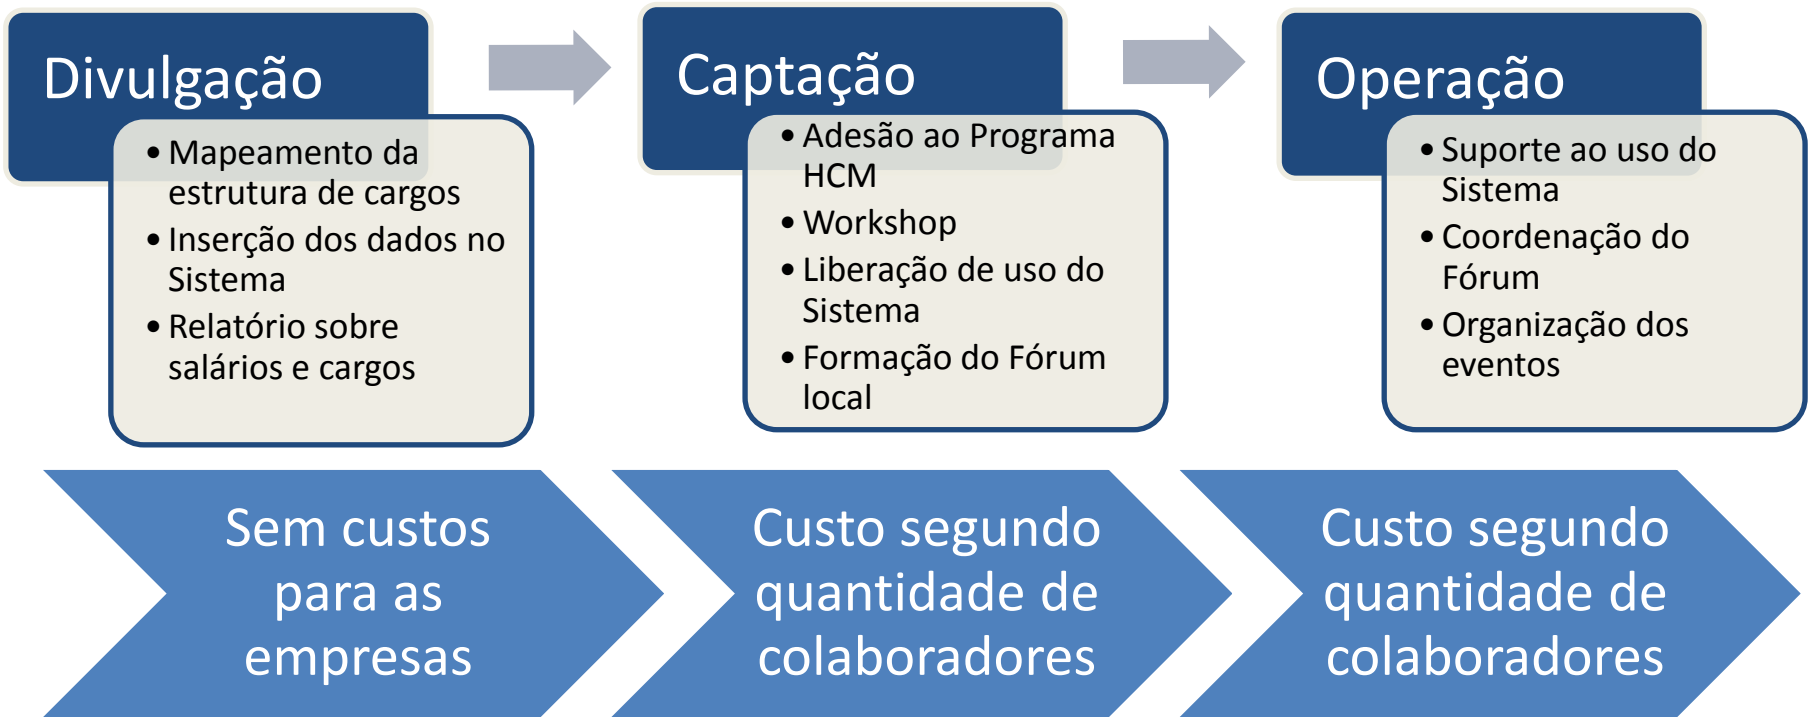 Divulgação
• Mapeamento da
estrutura de cargos
• Inserção dos dados no
Sistema
• Relatório sobre
salários e cargos
Captação
• Adesão ao Programa
HCM
• Workshop
• Liberação de uso do
Sistema
• Formação do Fórum
local
Operação
• Suporte ao uso do
Sistema
• Coordenação do
Fórum
• Organização dos
eventos
Sem custos
para as
empresas
Custo segundo
quantidade de
colaboradores
Custo segundo
quantidade de
colaboradores